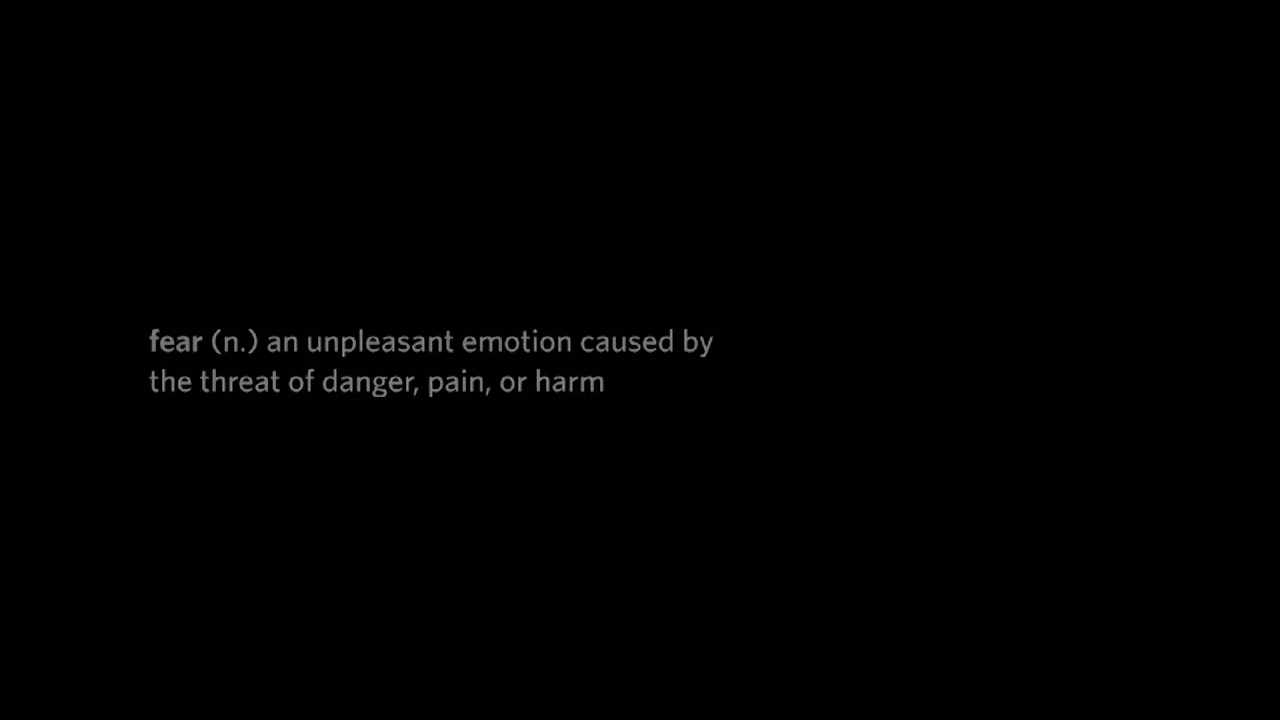 fear (n.) an unpleasant emotion caused by
the threat of danger, pain, or harm